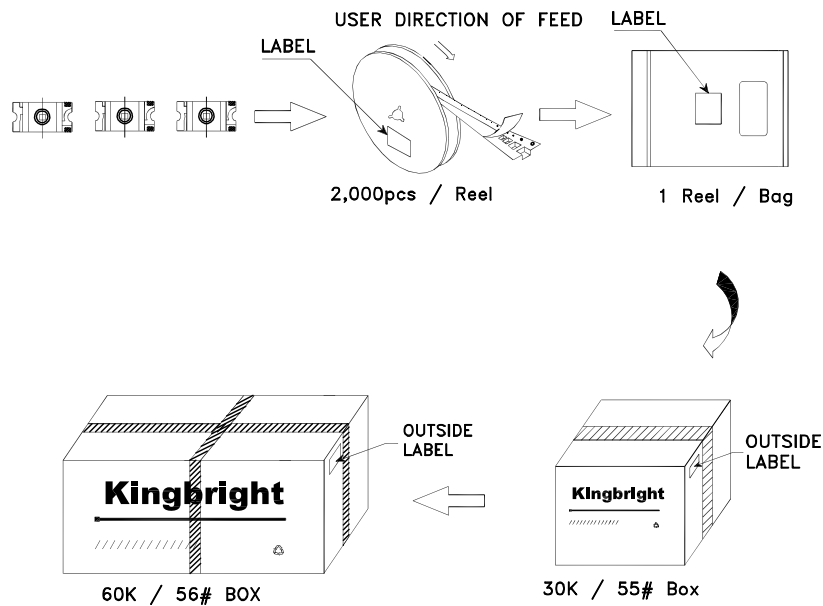 USER DIRECTION OF FEED
LABEL
LABEL
2,000pcs / Reel
1 Reel / Bag
OUTSIDE
LABEL
Kingbright
60K / 56# BOX
OUTSIDE
LABEL
Kingbright
30K / 55# Box